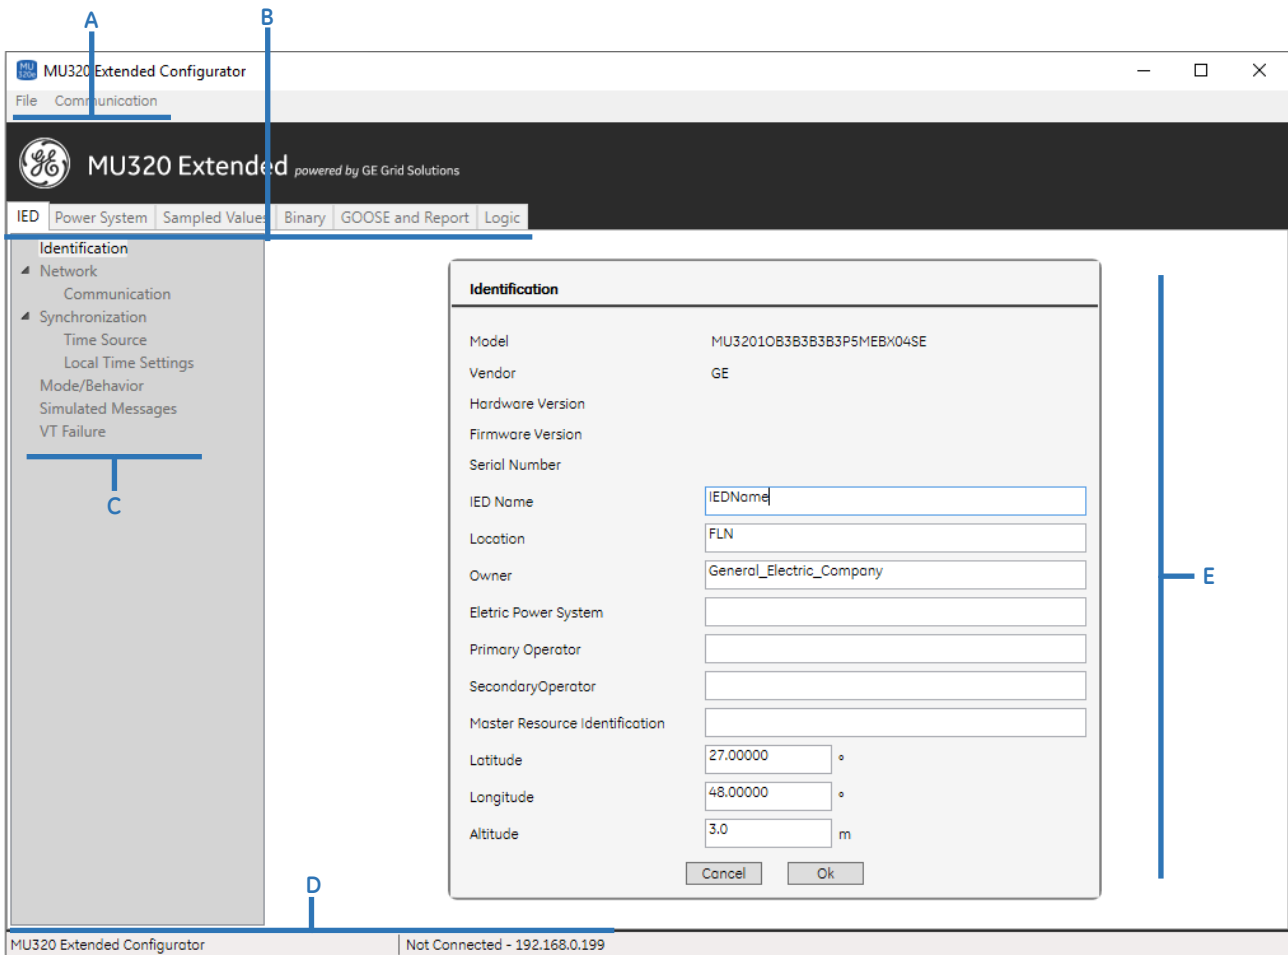 A
B
MU320 Extended Configurator
File Communication
MU320 Extended powered by GE Grid Solutions
IED Power System Sampled Values Binary GOOSE and Report Logic
Identification
Network
Communication
Synchronization
Time Source
Local Time Settings
Mode/Behavior
Simulated Messages
VT Failure
C
Identification
Model MU3201OB3B3B3B3P5MEBX04SE
Vendor GE
Hardware Version
Firmware Version
Serial Number
IED Name IEDName
Location FLN
Owner General_Electric_Company
Eletric Power System
Primary Operator
SecondaryOperator
Master Resource Identification
Latitude 27.00000 °
Longitude 48.00000 °
Altitude 3.0 m
Cancel Ok
E
D
MU320 Extended Configurator Not Connected - 192.168.0.199